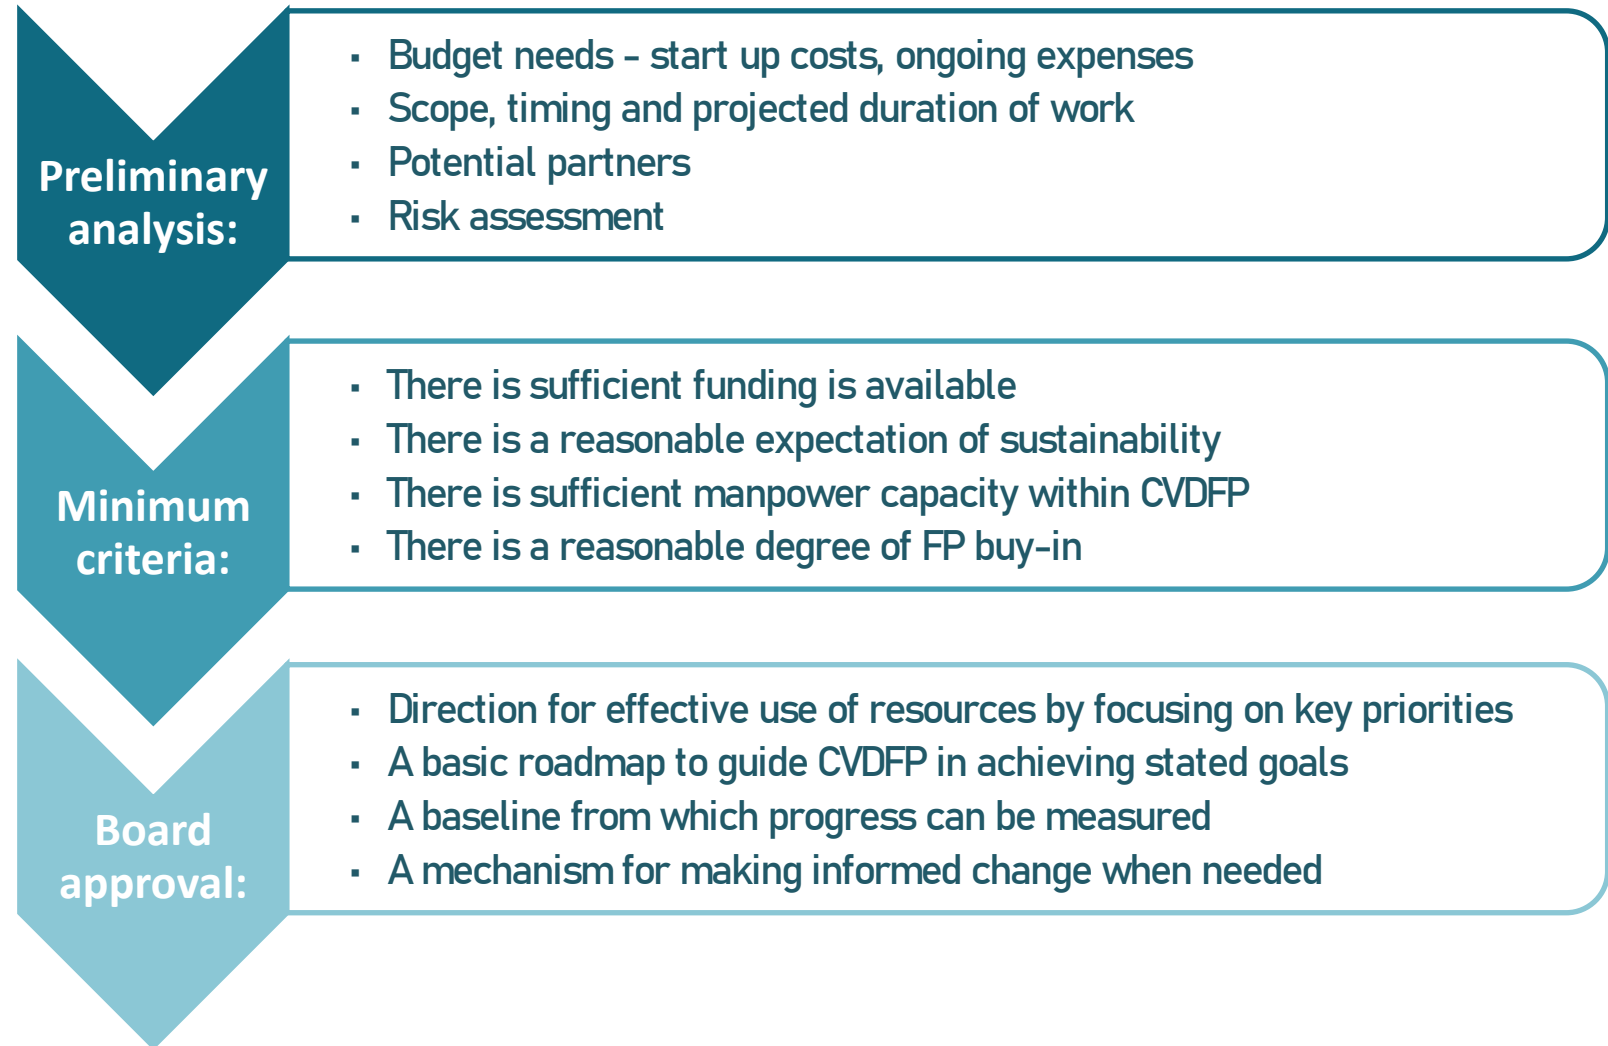 Preliminary
analysis:
▪ Budget needs - start up costs, ongoing expenses
▪ Scope, timing and projected duration of work
▪ Potential partners
▪ Risk assessment
Minimum
criteria:
▪ There is sufficient funding is available
▪ There is a reasonable expectation of sustainability
▪ There is sufficient manpower capacity within CVDFP
▪ There is a reasonable degree of FP buy-in
Board
approval:
▪ Direction for effective use of resources by focusing on key priorities
▪ A basic roadmap to guide CVDFP in achieving stated goals
▪ A baseline from which progress can be measured
▪ A mechanism for making informed change when needed